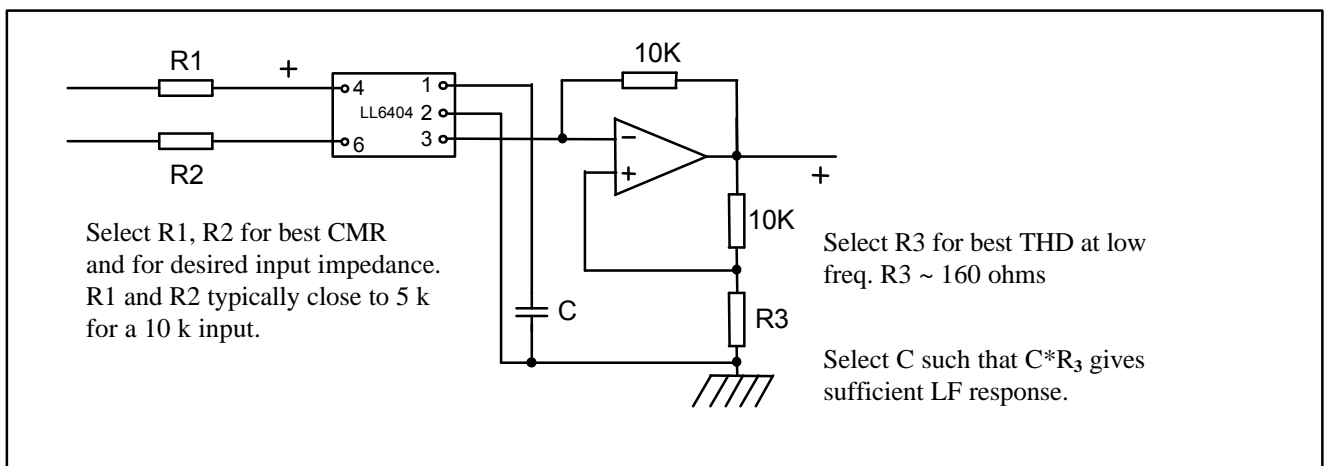 R1
+
10K
4
1
LL6404
2
6
3
−
+
+
R2
10K
Select R1, R2 for best CMR
and for desired input impedance.
R1 and R2 typically close to 5 k
for a 10 k input.
C
R3
Select R3 for best THD at low
freq. R3 ~ 160 ohms
Select C such that C*R₃ gives
sufficient LF response.